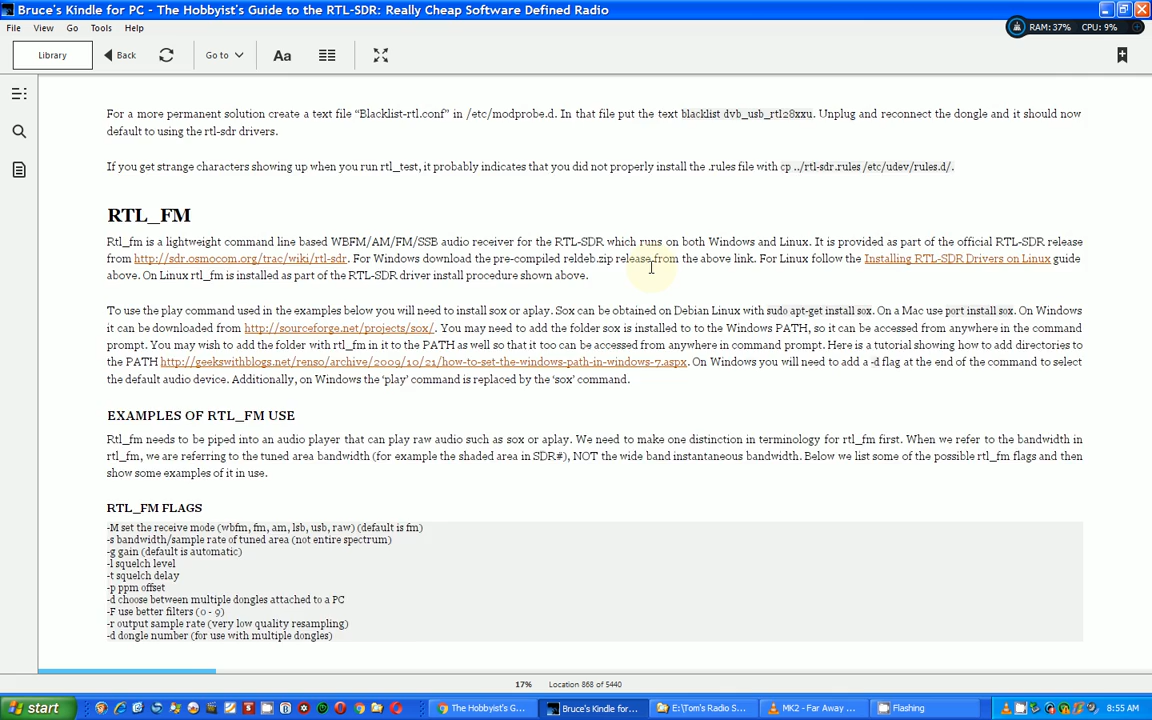 Bruce's Kindle for PC - The Hobbyist's Guide to the RTL-SDR: Really Cheap Software Defined Radio
File View Go Tools Help
RAM: 37% CPU: 9%
Library Back Go to Aa
For a more permanent solution create a text file “Blacklist-rtl.conf” in /etc/modprobe.d. In that file put the text blacklist dvb_usb_rtl28xxu. Unplug and reconnect the dongle and it should now
default to using the rtl-sdr drivers.
If you get strange characters showing up when you run rtl_test, it probably indicates that you did not properly install the .rules file with cp ../rtl-sdr.rules /etc/udev/rules.d/.
RTL_FM
Rtl_fm is a lightweight command line based WBFM/AM/FM/SSB audio receiver for the RTL-SDR which runs on both Windows and Linux. It is provided as part of the official RTL-SDR release
from http://sdr.osmocom.org/trac/wiki/rtl-sdr. For Windows download the pre-compiled reldeb.zip release from the above link. For Linux follow the Installing RTL-SDR Drivers on Linux guide
above. On Linux rtl_fm is installed as part of the RTL-SDR driver install procedure shown above.
To use the play command used in the examples below you will need to install sox or aplay. Sox can be obtained on Debian Linux with sudo apt-get install sox. On a Mac use port install sox. On Windows
it can be downloaded from http://sourceforge.net/projects/sox/. You may need to add the folder sox is installed to to the Windows PATH, so it can be accessed from anywhere in the command
prompt. You may wish to add the folder with rtl_fm in it to the PATH as well so that it too can be accessed from anywhere in command prompt. Here is a tutorial showing how to add directories to
the PATH http://geekswithblogs.net/renso/archive/2009/10/21/how-to-set-the-windows-path-in-windows-7.aspx. On Windows you will need to add a -d flag at the end of the command to select
the default audio device. Additionally, on Windows the ‘play’ command is replaced by the ‘sox’ command.
EXAMPLES OF RTL_FM USE
Rtl_fm needs to be piped into an audio player that can play raw audio such as sox or aplay. We need to make one distinction in terminology for rtl_fm first. When we refer to the bandwidth in
rtl_fm, we are referring to the tuned area bandwidth (for example the shaded area in SDR#), NOT the wide band instantaneous bandwidth. Below we list some of the possible rtl_fm flags and then
show some examples of it in use.
RTL_FM FLAGS
-M set the receive mode (wbfm, fm, am, lsb, usb, raw) (default is fm)
-s bandwidth/sample rate of tuned area (not entire spectrum)
-g gain (default is automatic)
-l squelch level
-t squelch delay
-p ppm offset
-d choose between multiple dongles attached to a PC
-F use better filters (0 - 9)
-r output sample rate (very low quality resampling)
-d dongle number (for use with multiple dongles)
17% Location 868 of 5440
start The Hobbyist's G... Bruce's Kindle for... E:\Tom's Radio S... MK2 - Far Away ... Flashing 8:55 AM